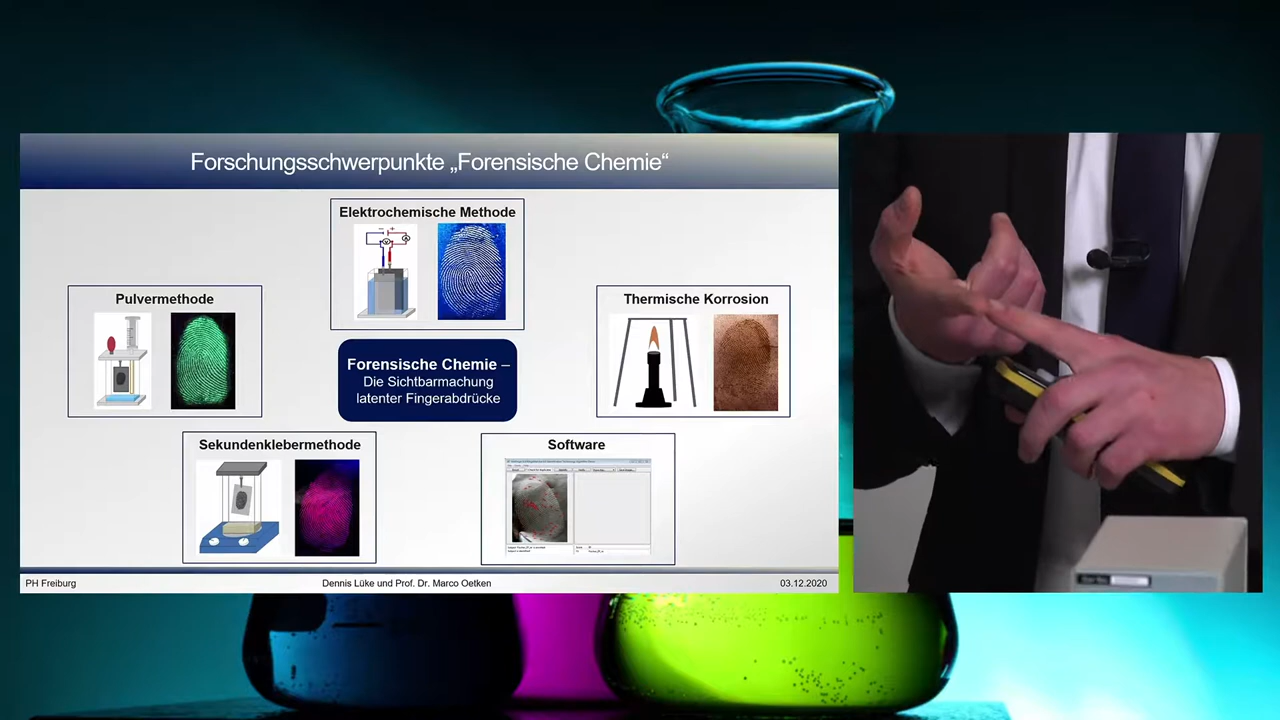 Forschungsschwerpunkte „Forensische Chemie“
Elektrochemische Methode
Pulvermethode
Thermische Korrosion
Forensische Chemie –
Die Sichtbarmachung
latenter Fingerabdrücke
Sekundenklebermethode
Software
PH Freiburg
Dennis Lüke und Prof. Dr. Marco Oetken
03.12.2020